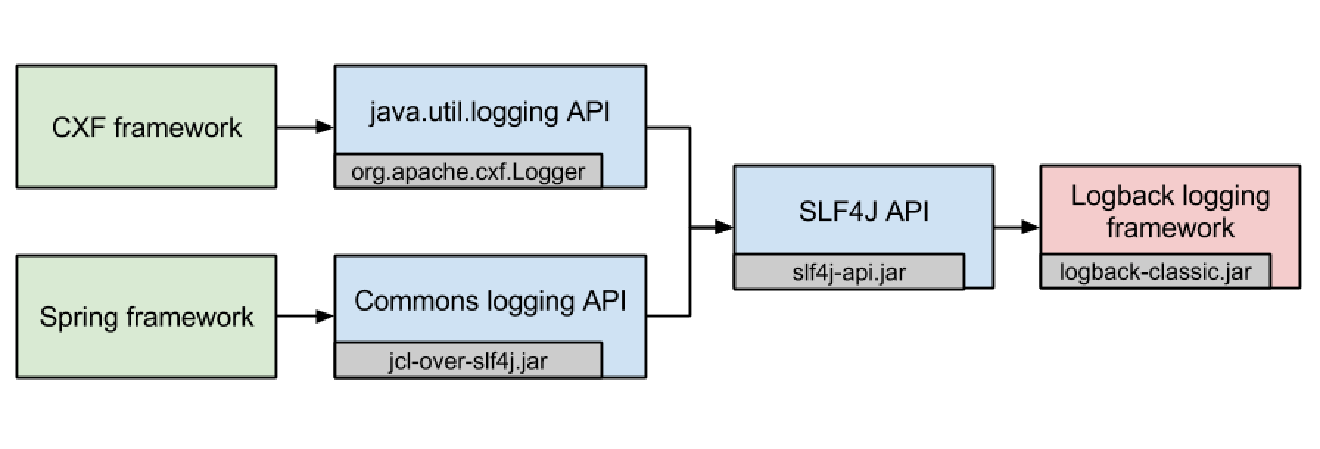 CXF framework
java.util.logging API
org.apache.cxf.Logger
Spring framework
Commons logging API
jcl-over-slf4j.jar
SLF4J API
slf4j-api.jar
Logback logging
framework
logback-classic.jar